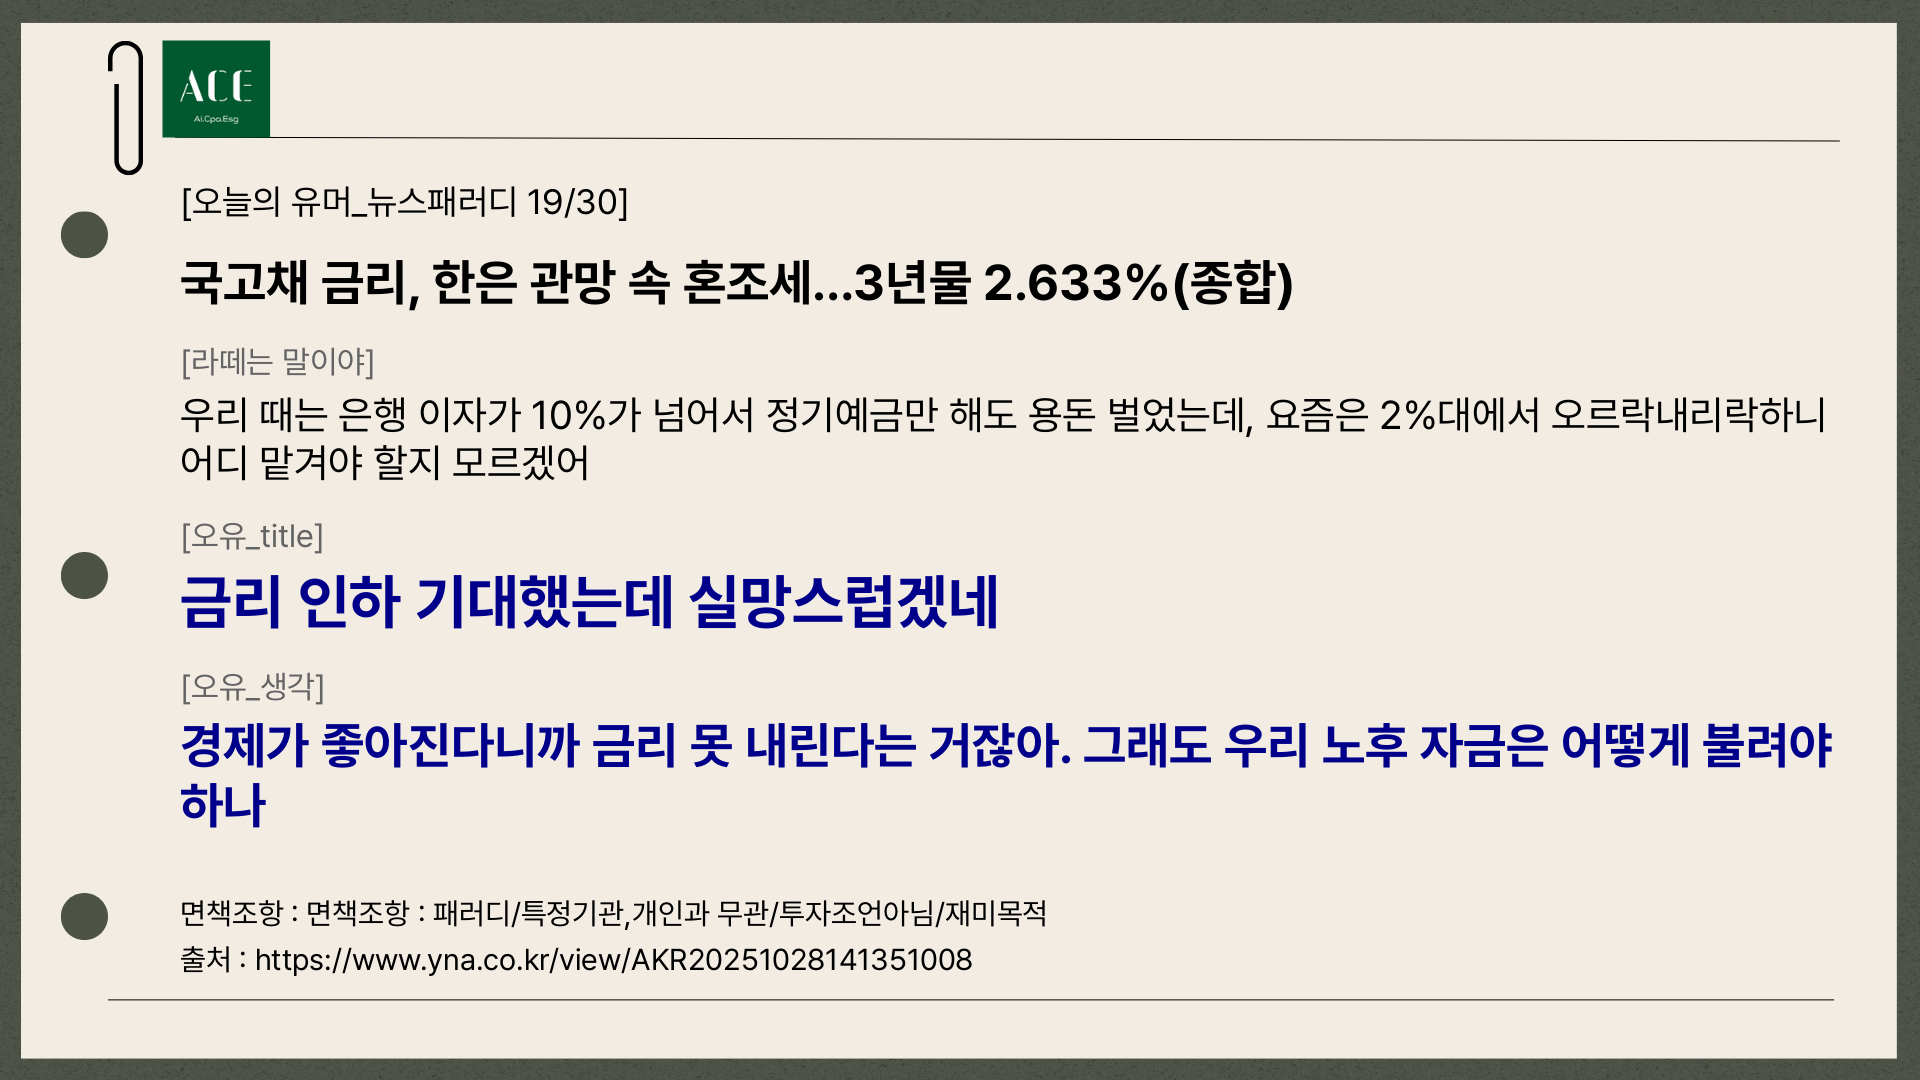 ACE
Ai.Cpa.Esg
[오늘의 유머_뉴스패러디 19/30]
국고채 금리, 한은 관망 속 혼조세…3년물 2.633%(종합)
[라떼는 말이야]
우리 때는 은행 이자가 10%가 넘어서 정기예금만 해도 용돈 벌었는데, 요즘은 2%대에서 오르락내리락하니
어디 맡겨야 할지 모르겠어
[오유_title]
금리 인하 기대했는데 실망스럽겠네
[오유_생각]
경제가 좋아진다니까 금리 못 내린다는 거잖아. 그래도 우리 노후 자금은 어떻게 불려야
하나
면책조항 : 면책조항 : 패러디/특정기관,개인과 무관/투자조언아님/재미목적
출처 : https://www.yna.co.kr/view/AKR20251028141351008